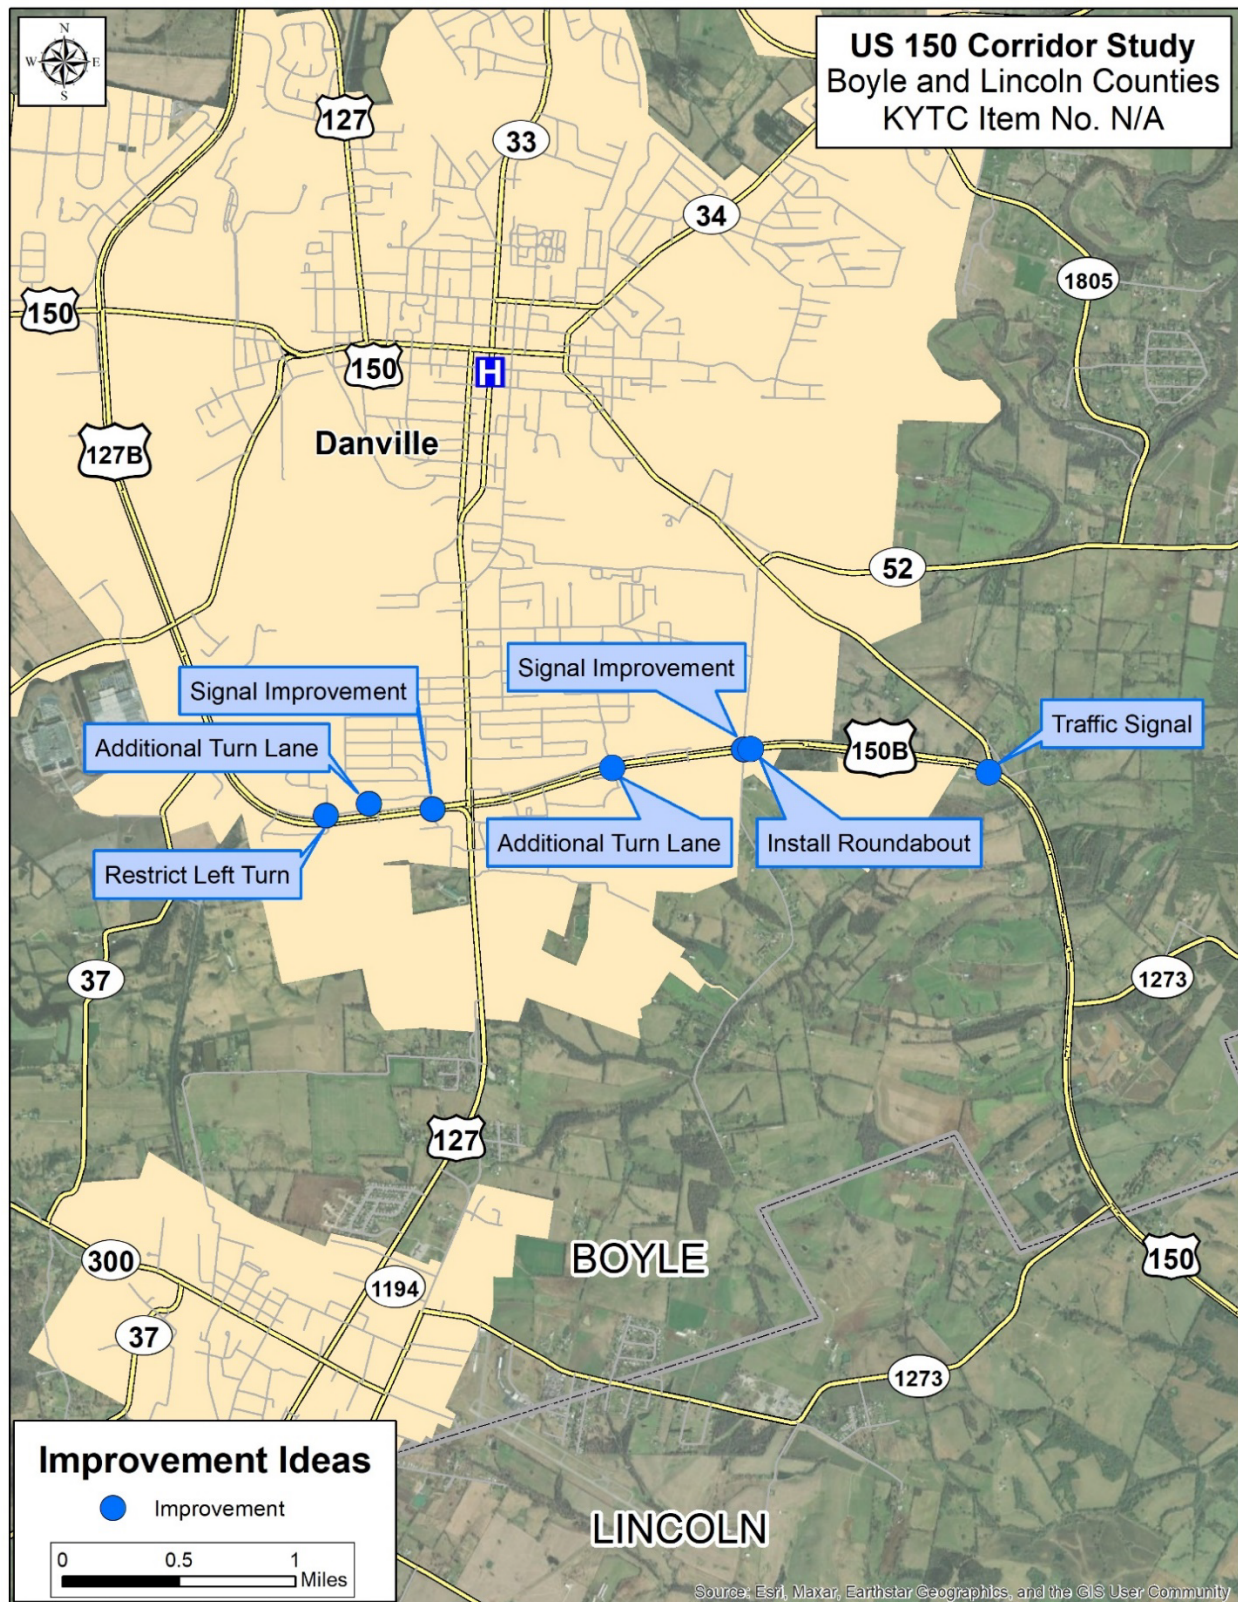 N
W
E
S
US 150 Corridor Study
Boyle and Lincoln Counties
KYTC Item No. N/A
127
33
34
1805
150
150
H
127B
Danville
52
Signal Improvement
Signal Improvement
Additional Turn Lane
Traffic Signal
150B
Additional Turn Lane
Install Roundabout
Restrict Left Turn
37
1273
127
300
BOYLE
150
1194
37
1273
LINCOLN
Improvement Ideas
Improvement
0 0.5 1
Miles
Source: Esri, Maxar, Earthstar Geographics, and the GIS User Community